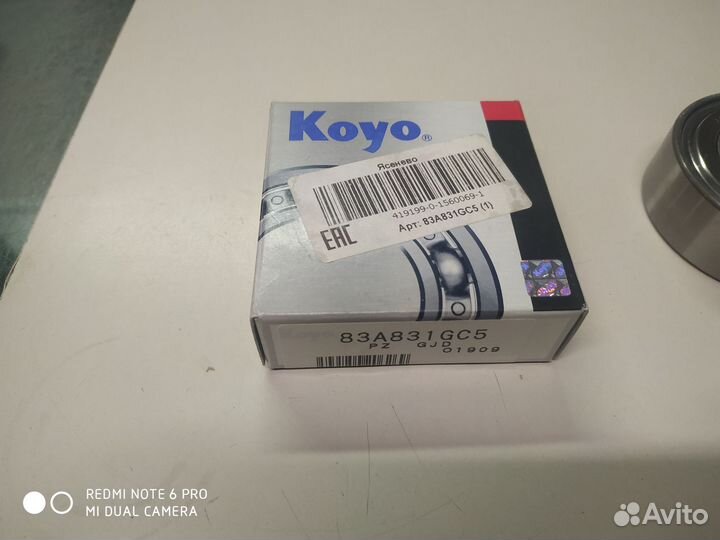 Koyo®
Ясенево
419199-0-1560069-1
Арт: 83A831GC5 (1)
EAC
Koyo
83A831GC5
PZ GJD
01909
REDMI NOTE 6 PRO
MI DUAL CAMERA
Avito